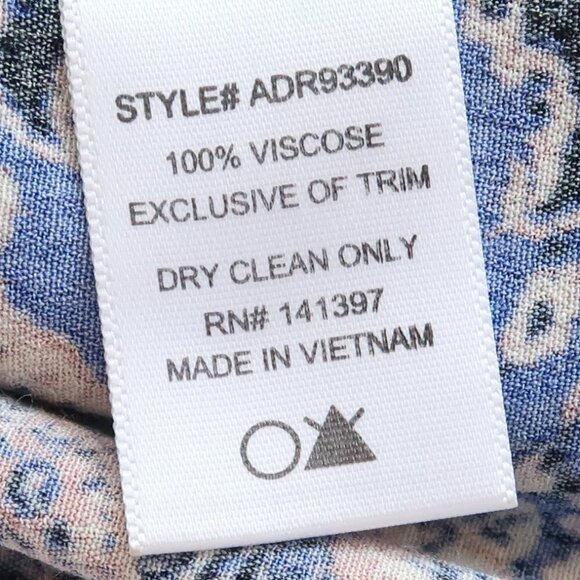 STYLE# ADR93390
100% VISCOSE
EXCLUSIVE OF TRIM
DRY CLEAN ONLY
RN# 141397
MADE IN VIETNAM